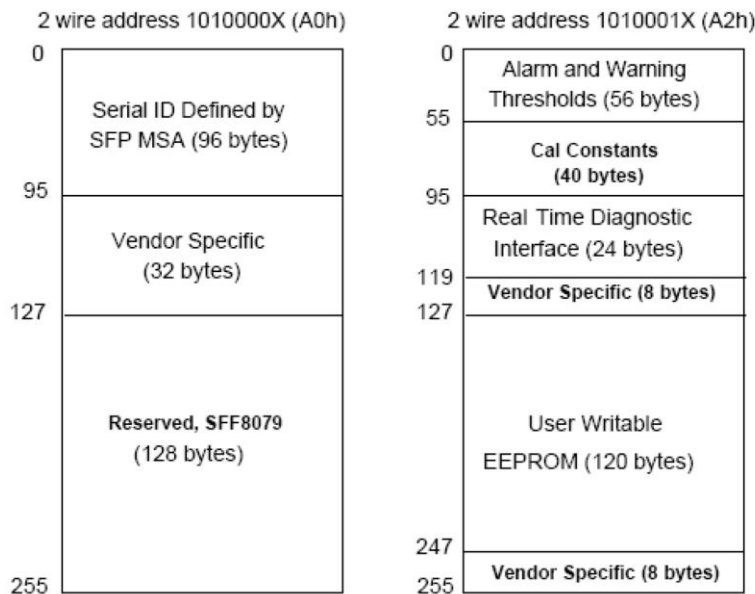 2 wire address 1010000X (A0h)
0
Serial ID Defined by
SFP MSA (96 bytes)
95
Vendor Specific
(32 bytes)
127
Reserved, SFF8079
(128 bytes)
255
2 wire address 1010001X (A2h)
0
Alarm and Warning
Thresholds (56 bytes)
55
Cal Constants
(40 bytes)
95
Real Time Diagnostic
Interface (24 bytes)
119
Vendor Specific (8 bytes)
127
User Writable
EEPROM (120 bytes)
247
Vendor Specific (8 bytes)
255